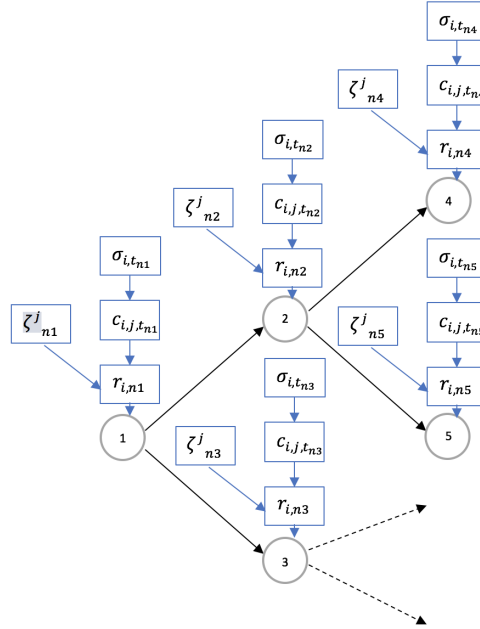 σ_{i,t_{n4}}
ζ^j_{n4}
c_{i,j,t_{n4}}
r_{i,n4}
4
σ_{i,t_{n2}}
ζ^j_{n2}
c_{i,j,t_{n2}}
r_{i,n2}
2
σ_{i,t_{n1}}
ζ^j_{n1}
c_{i,j,t_{n1}}
r_{i,n1}
1
σ_{i,t_{n5}}
ζ^j_{n5}
c_{i,j,t_{n5}}
r_{i,n5}
5
σ_{i,t_{n3}}
ζ^j_{n3}
c_{i,j,t_{n3}}
r_{i,n3}
3